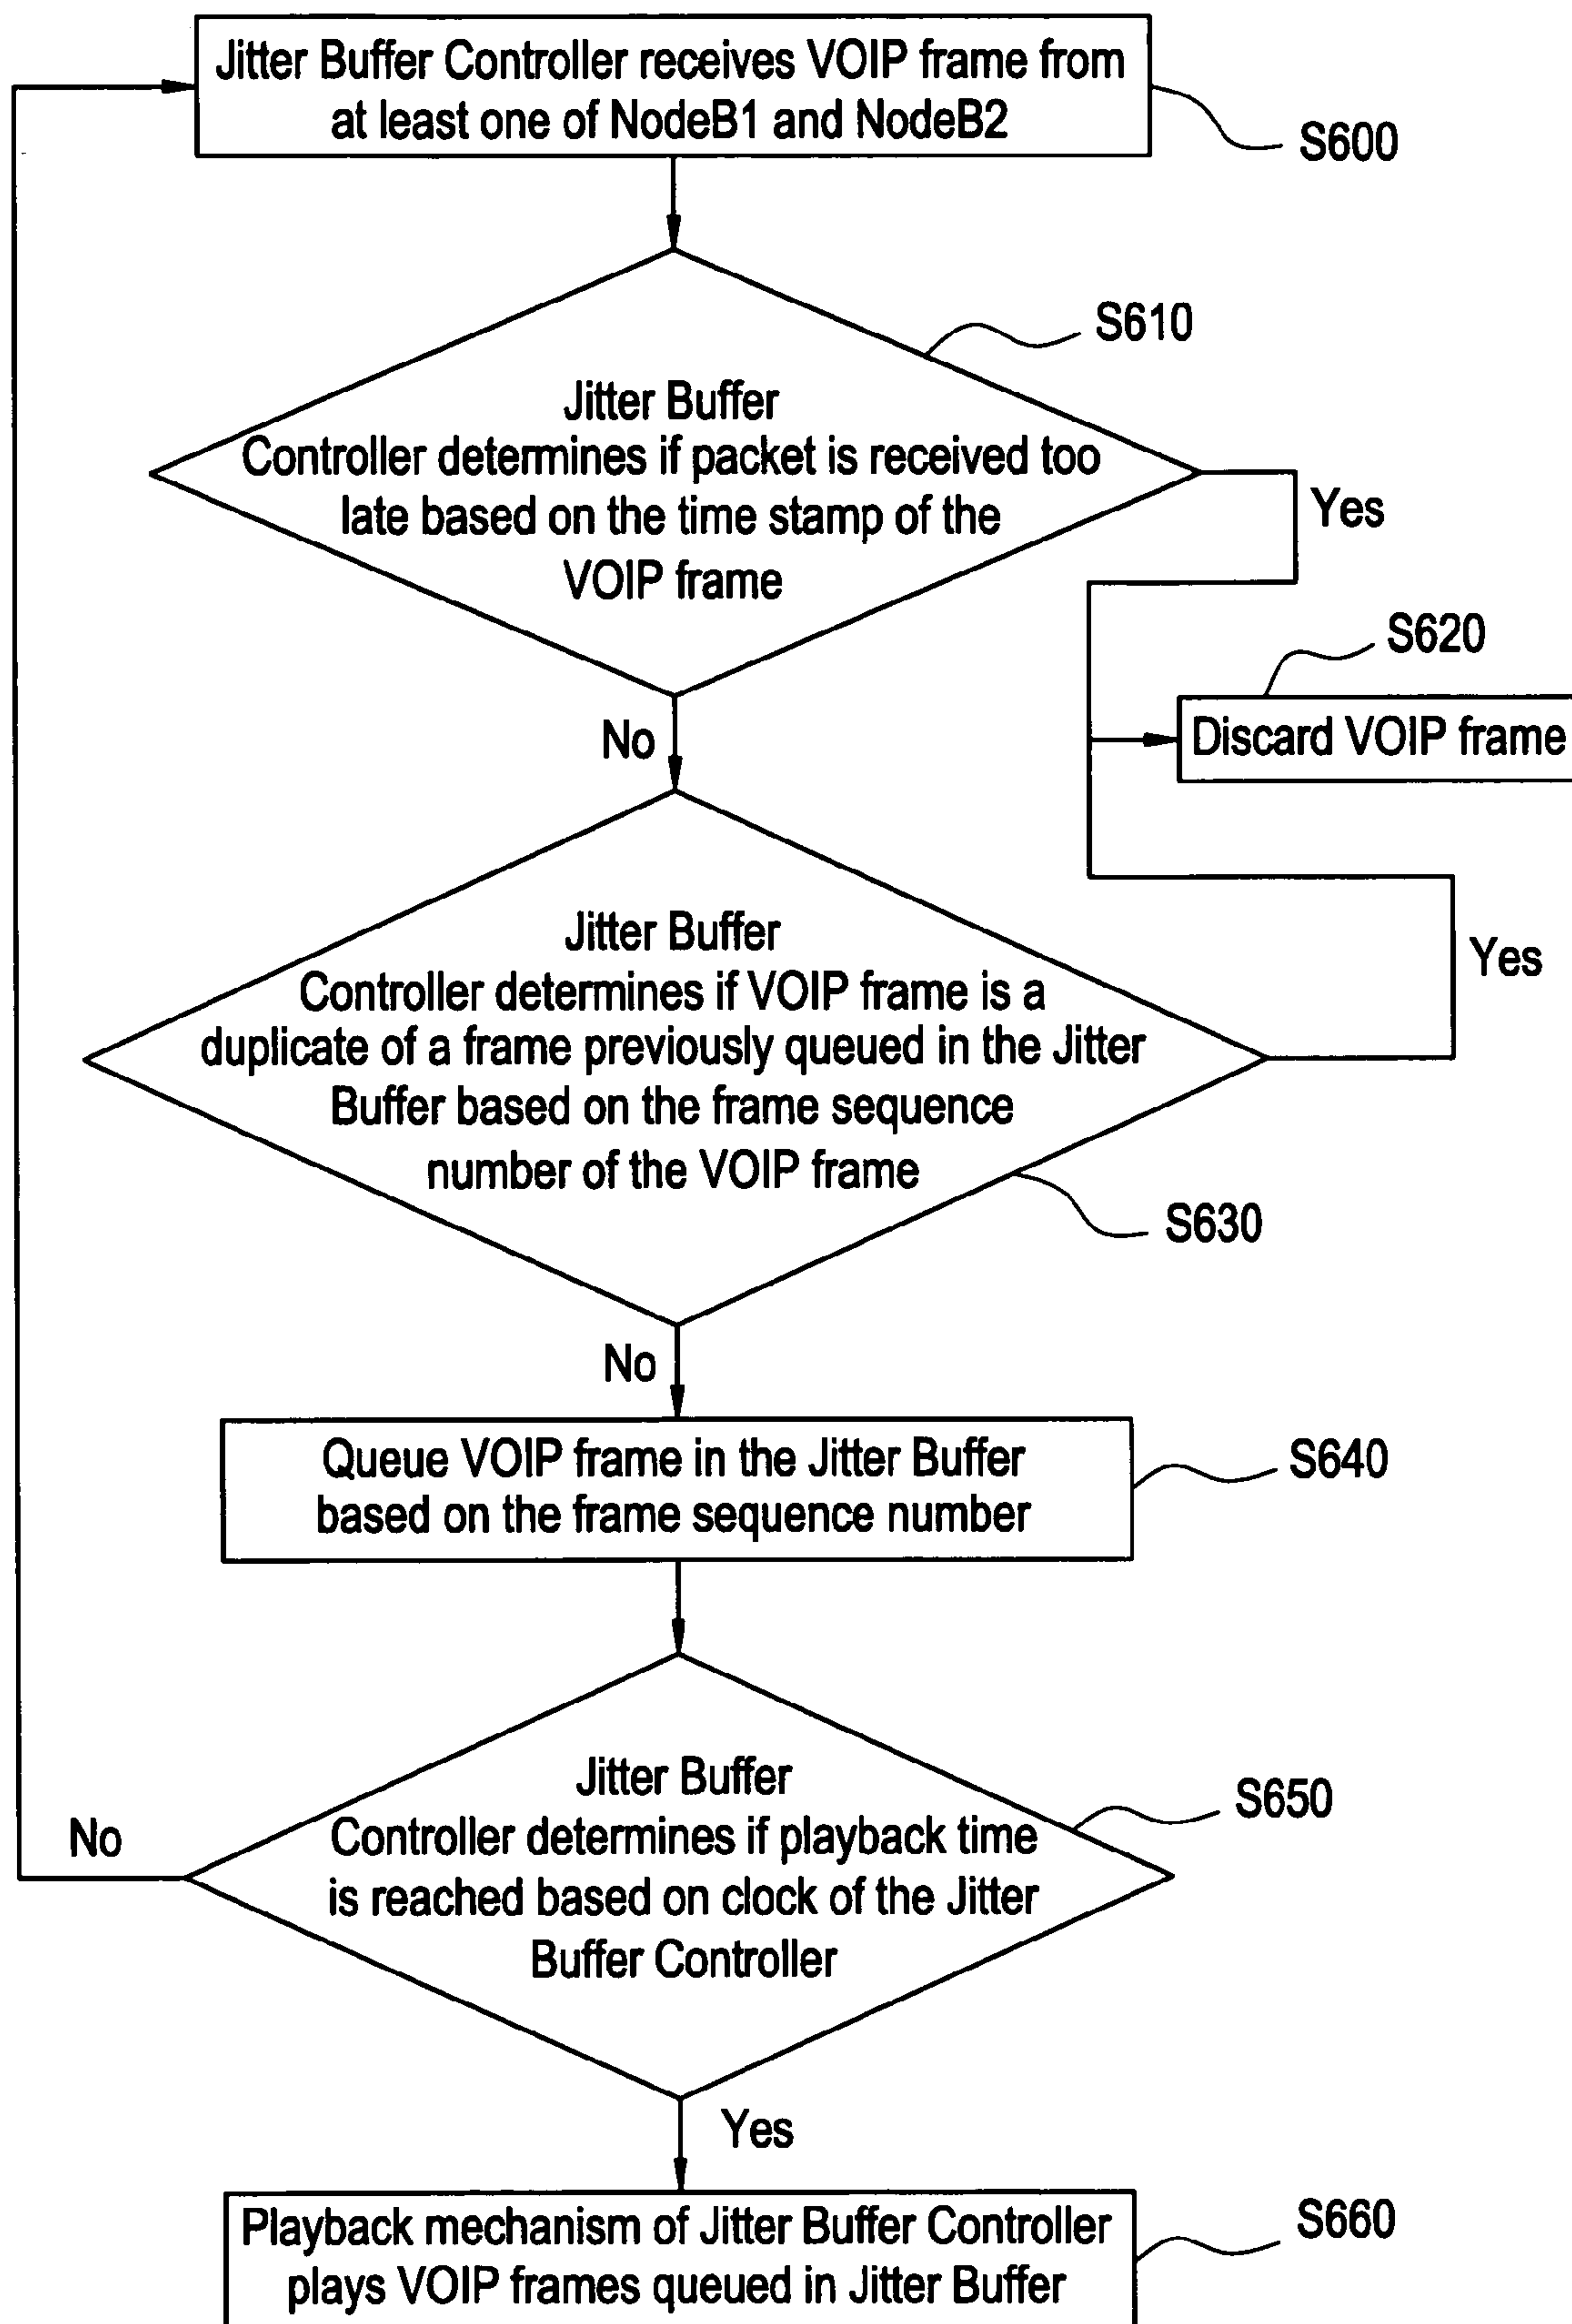 Jitter Buffer Controller receives VOIP frame from
at least one of NodeB1 and NodeB2
S600
S610
Jitter Buffer
Controller determines if packet is received too
late based on the time stamp of the
VOIP frame
Yes
S620
Discard VOIP frame
No
Jitter Buffer
Controller determines if VOIP frame is a
duplicate of a frame previously queued in the Jitter
Buffer based on the frame sequence
number of the VOIP frame
Yes
S630
No
Queue VOIP frame in the Jitter Buffer
based on the frame sequence number
S640
Jitter Buffer
Controller determines if playback time
is reached based on clock of the Jitter
Buffer Controller
S650
No
Yes
Playback mechanism of Jitter Buffer Controller
plays VOIP frames queued in Jitter Buffer
S660